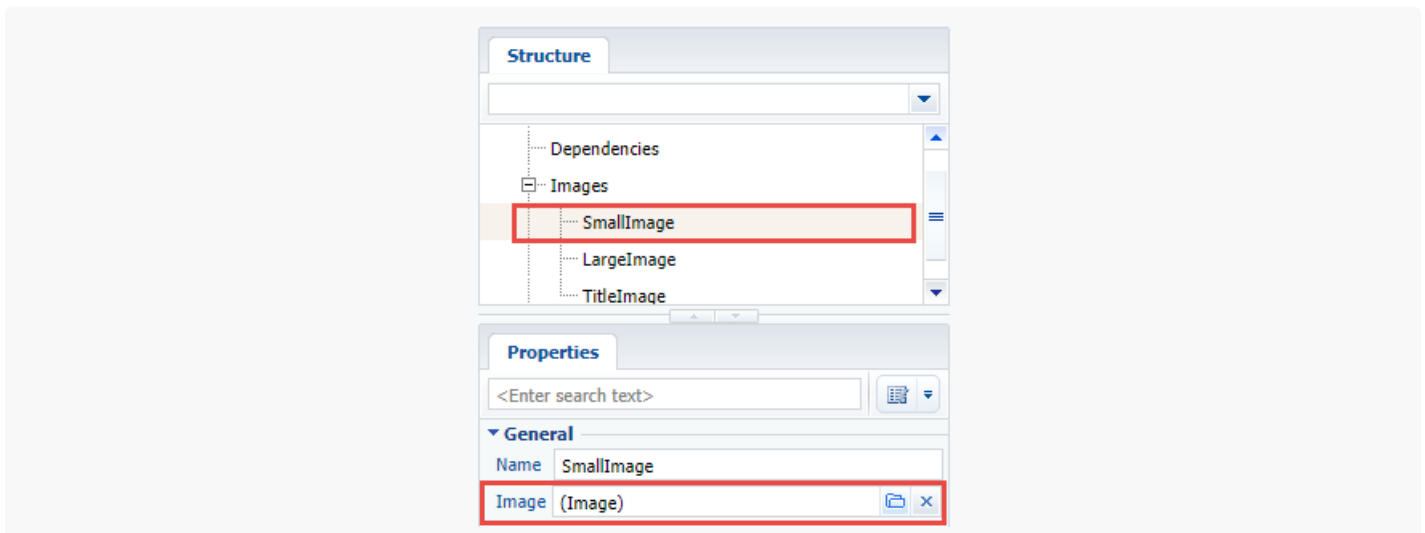 Structure
Dependencies
Images
SmallImage
LargeImage
TitleImage
Properties
<Enter search text>
General
Name SmallImage
Image (Image)